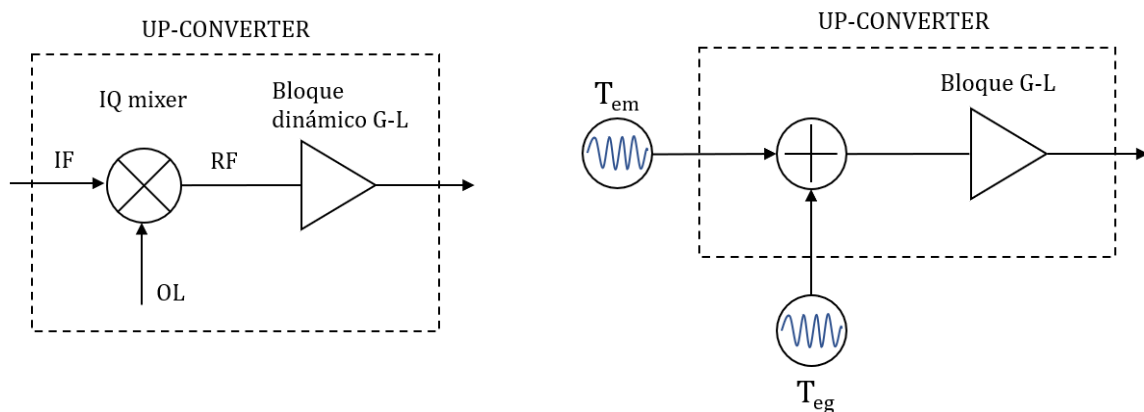 UP-CONVERTER
IQ mixer
Bloque
dinámico G-L
IF
RF
OL
UP-CONVERTER
Bloque G-L
Tem
Teg